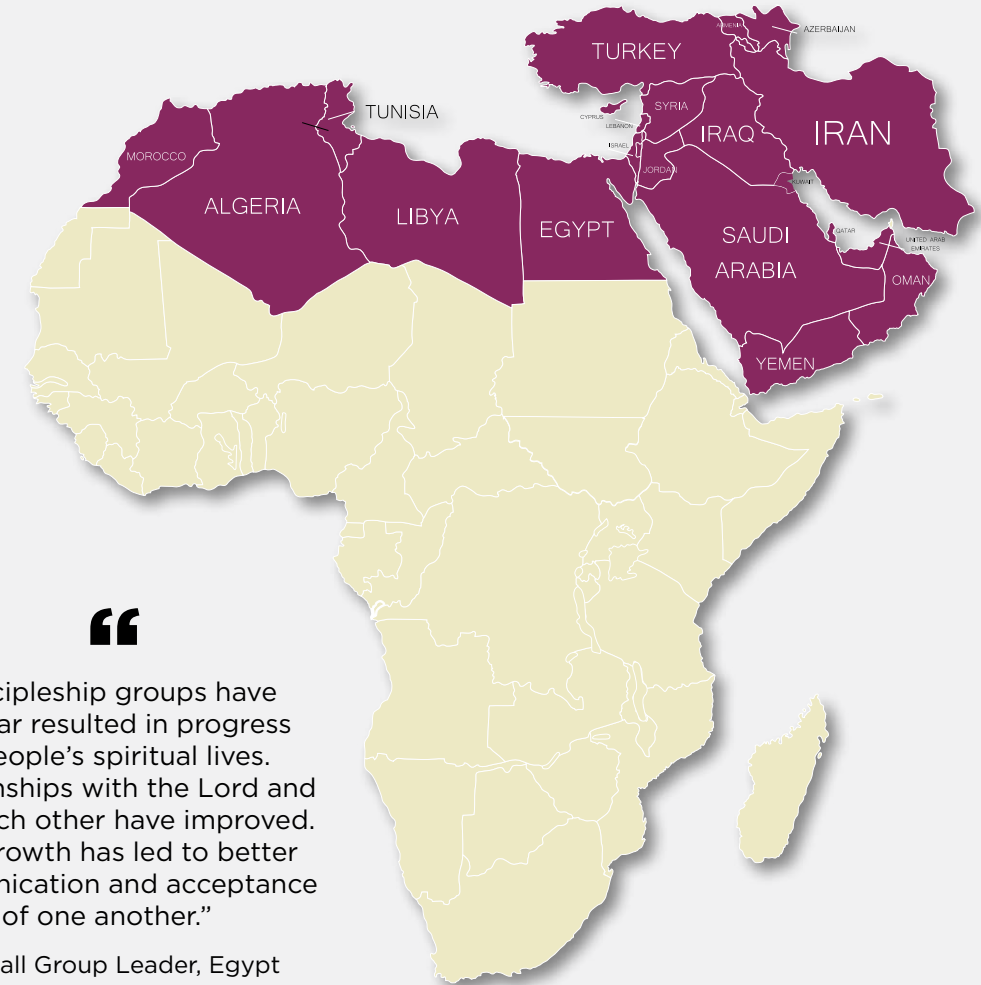 AZERBAIJAN
ARMENIA
TURKEY
TUNISIA
SYRIA
CYPRUS
LEBANON
IRAQ
IRAN
ISRAEL
MOROCCO
JORDAN
KUWAIT
ALGERIA
LIBYA
EGYPT
SAUDI
ARABIA
QATAR
UNITED ARAB
EMIRATES
OMAN
YEMEN
“
cipleship groups have
ar resulted in progress
eople’s spiritual lives.
nships with the Lord and
ch other have improved.
rowth has led to better
nication and acceptance
of one another.”
all Group Leader, Egypt